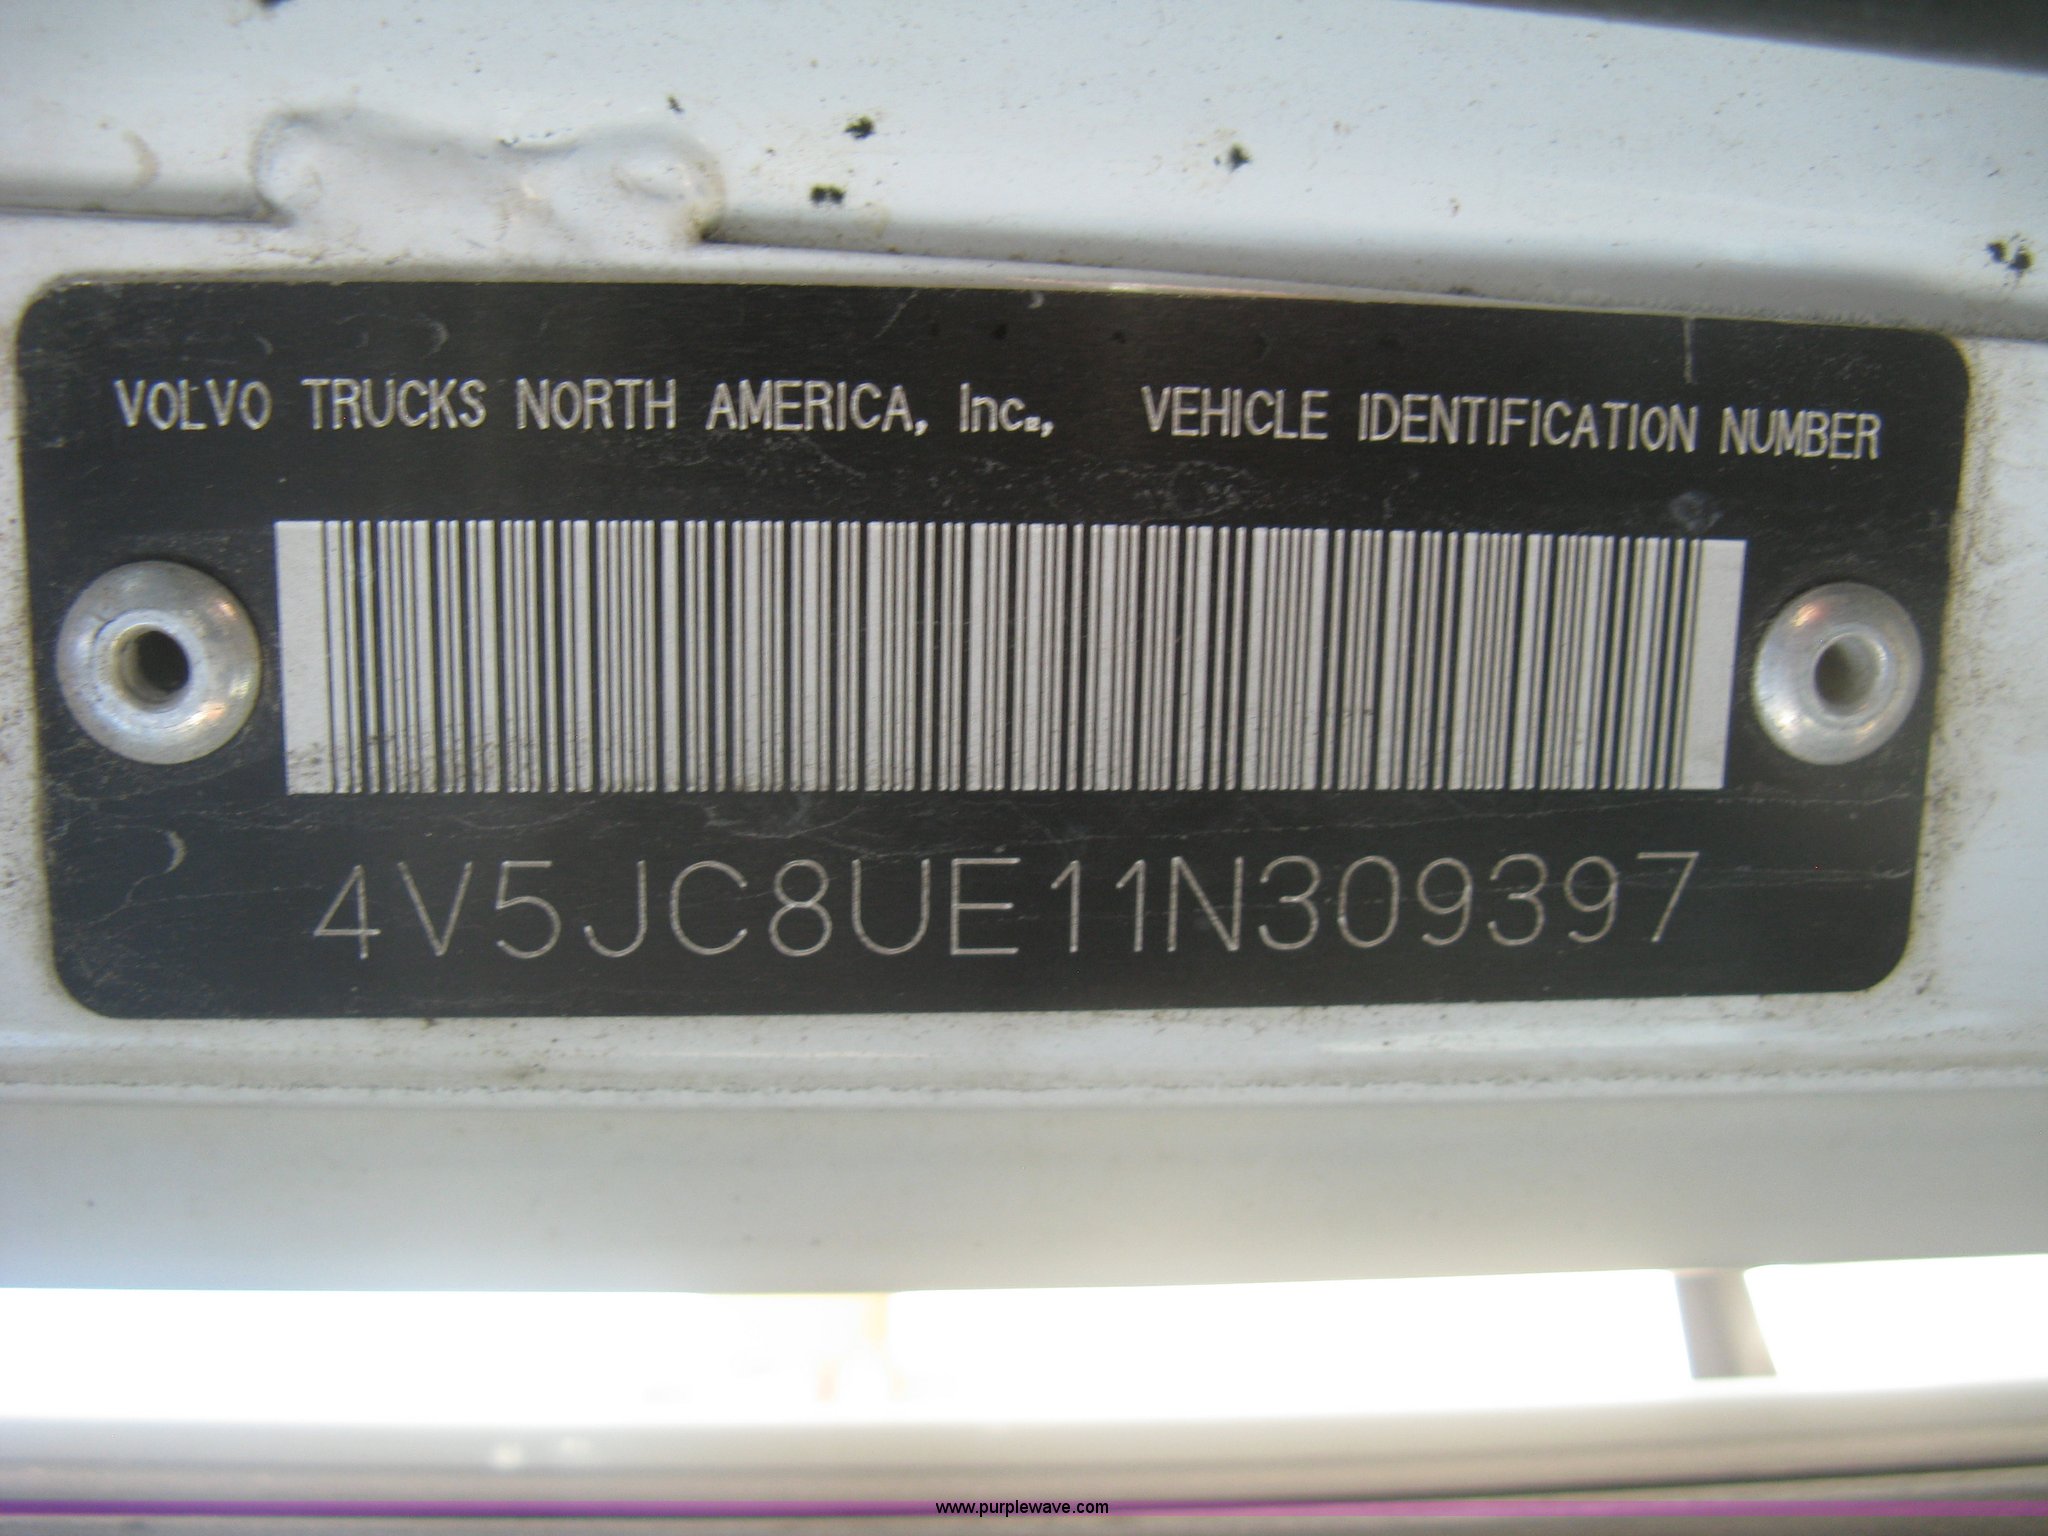 VOLVO TRUCKS NORTH AMERICA, Inc., VEHICLE IDENTIFICATION NUMBER
4V5JC8UE11N309397
www.purplewave.com